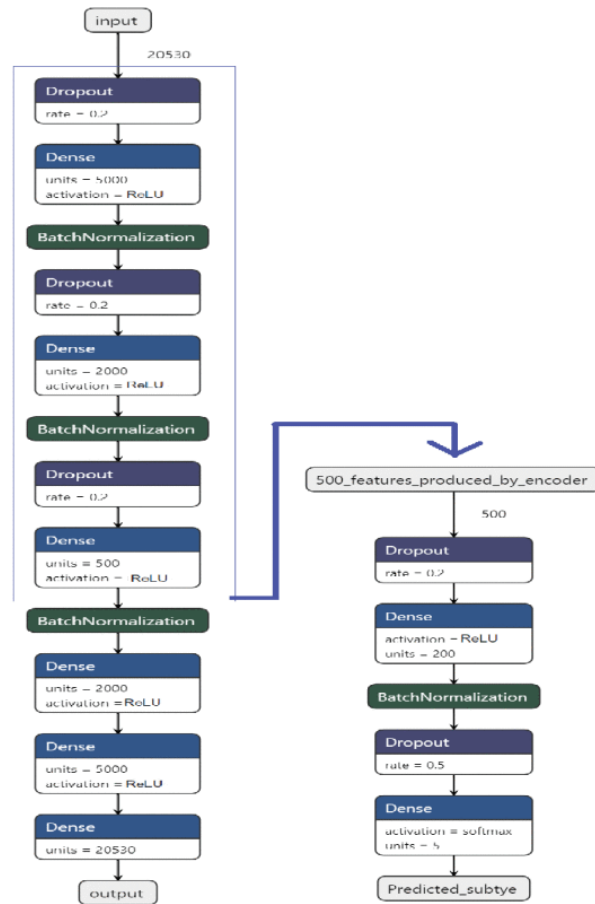 input
20530
Dropout
rate = 0.2
Dense
units = 5000
activation = ReLU
BatchNormalization
Dropout
rate = 0.2
Dense
units = 2000
activation = ReLU
BatchNormalization
Dropout
rate = 0.2
Dense
units = 500
activation = ReLU
BatchNormalization
Dense
units = 2000
activation =ReLU
Dense
units = 5000
activation = ReLU
Dense
units = 20530
output
500_features_produced_by_encoder
500
Dropout
rate = 0.2
Dense
activation = ReLU
units = 200
BatchNormalization
Dropout
rate = 0.5
Dense
activation = softmax
units = 5
Predicted_subtye